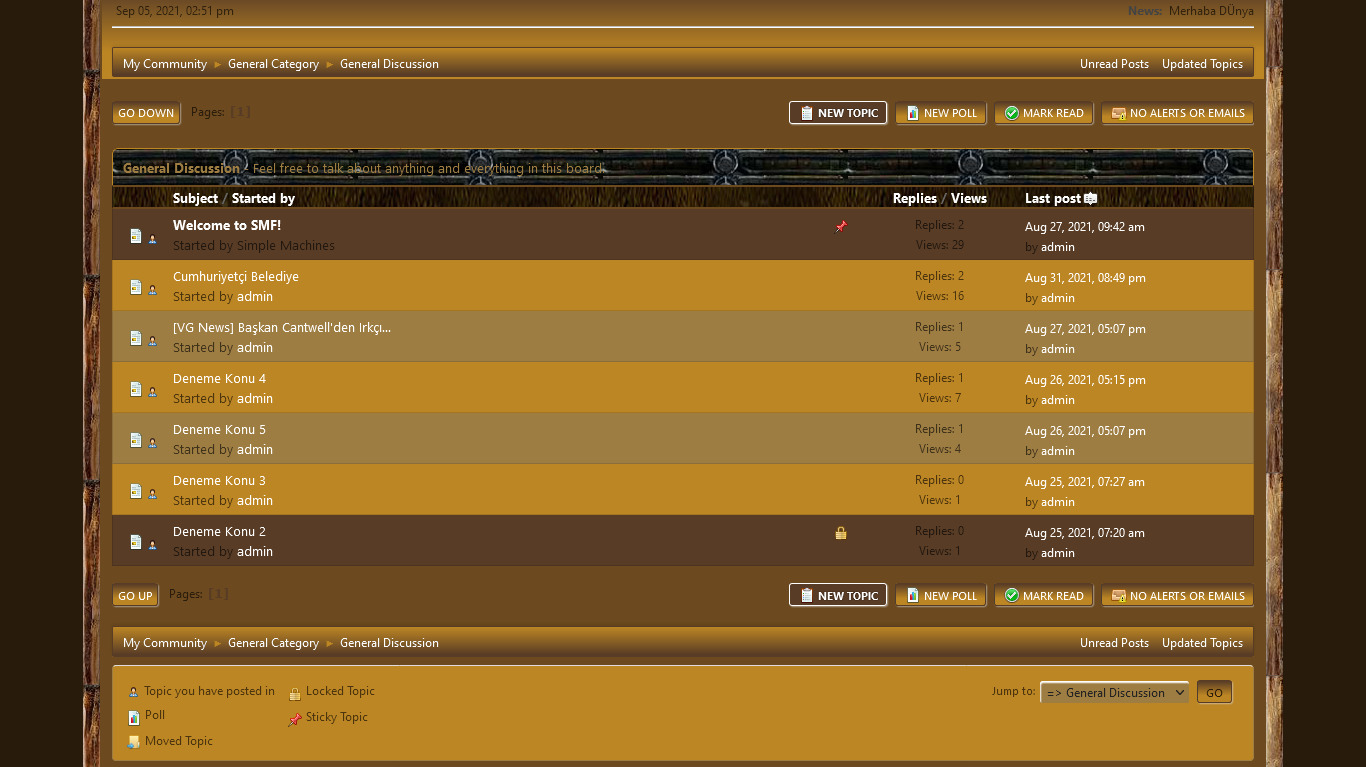 Sep 05, 2021, 02:51 pm News: Merhaba DÜnya
My Community ► General Category ► General Discussion Unread Posts Updated Topics
GO DOWN Pages: [1] NEW TOPIC NEW POLL MARK READ NO ALERTS OR EMAILS
General Discussion - Feel free to talk about anything and everything in this board.
Subject / Started by Replies / Views Last post
Welcome to SMF! Replies: 2 Aug 27, 2021, 09:42 am
Started by Simple Machines Views: 29 by admin
Cumhuriyetçi Belediye Replies: 2 Aug 31, 2021, 08:49 pm
Started by admin Views: 16 by admin
[VG News] Başkan Cantwell'den Irkçı... Replies: 1 Aug 27, 2021, 05:07 pm
Started by admin Views: 5 by admin
Deneme Konu 4 Replies: 1 Aug 26, 2021, 05:15 pm
Started by admin Views: 7 by admin
Deneme Konu 5 Replies: 1 Aug 26, 2021, 05:07 pm
Started by admin Views: 4 by admin
Deneme Konu 3 Replies: 0 Aug 25, 2021, 07:27 am
Started by admin Views: 1 by admin
Deneme Konu 2 Replies: 0 Aug 25, 2021, 07:20 am
Started by admin Views: 1 by admin
GO UP Pages: [1] NEW TOPIC NEW POLL MARK READ NO ALERTS OR EMAILS
My Community ► General Category ► General Discussion Unread Posts Updated Topics
Topic you have posted in Locked Topic Jump to: => General Discussion GO
Poll Sticky Topic
Moved Topic